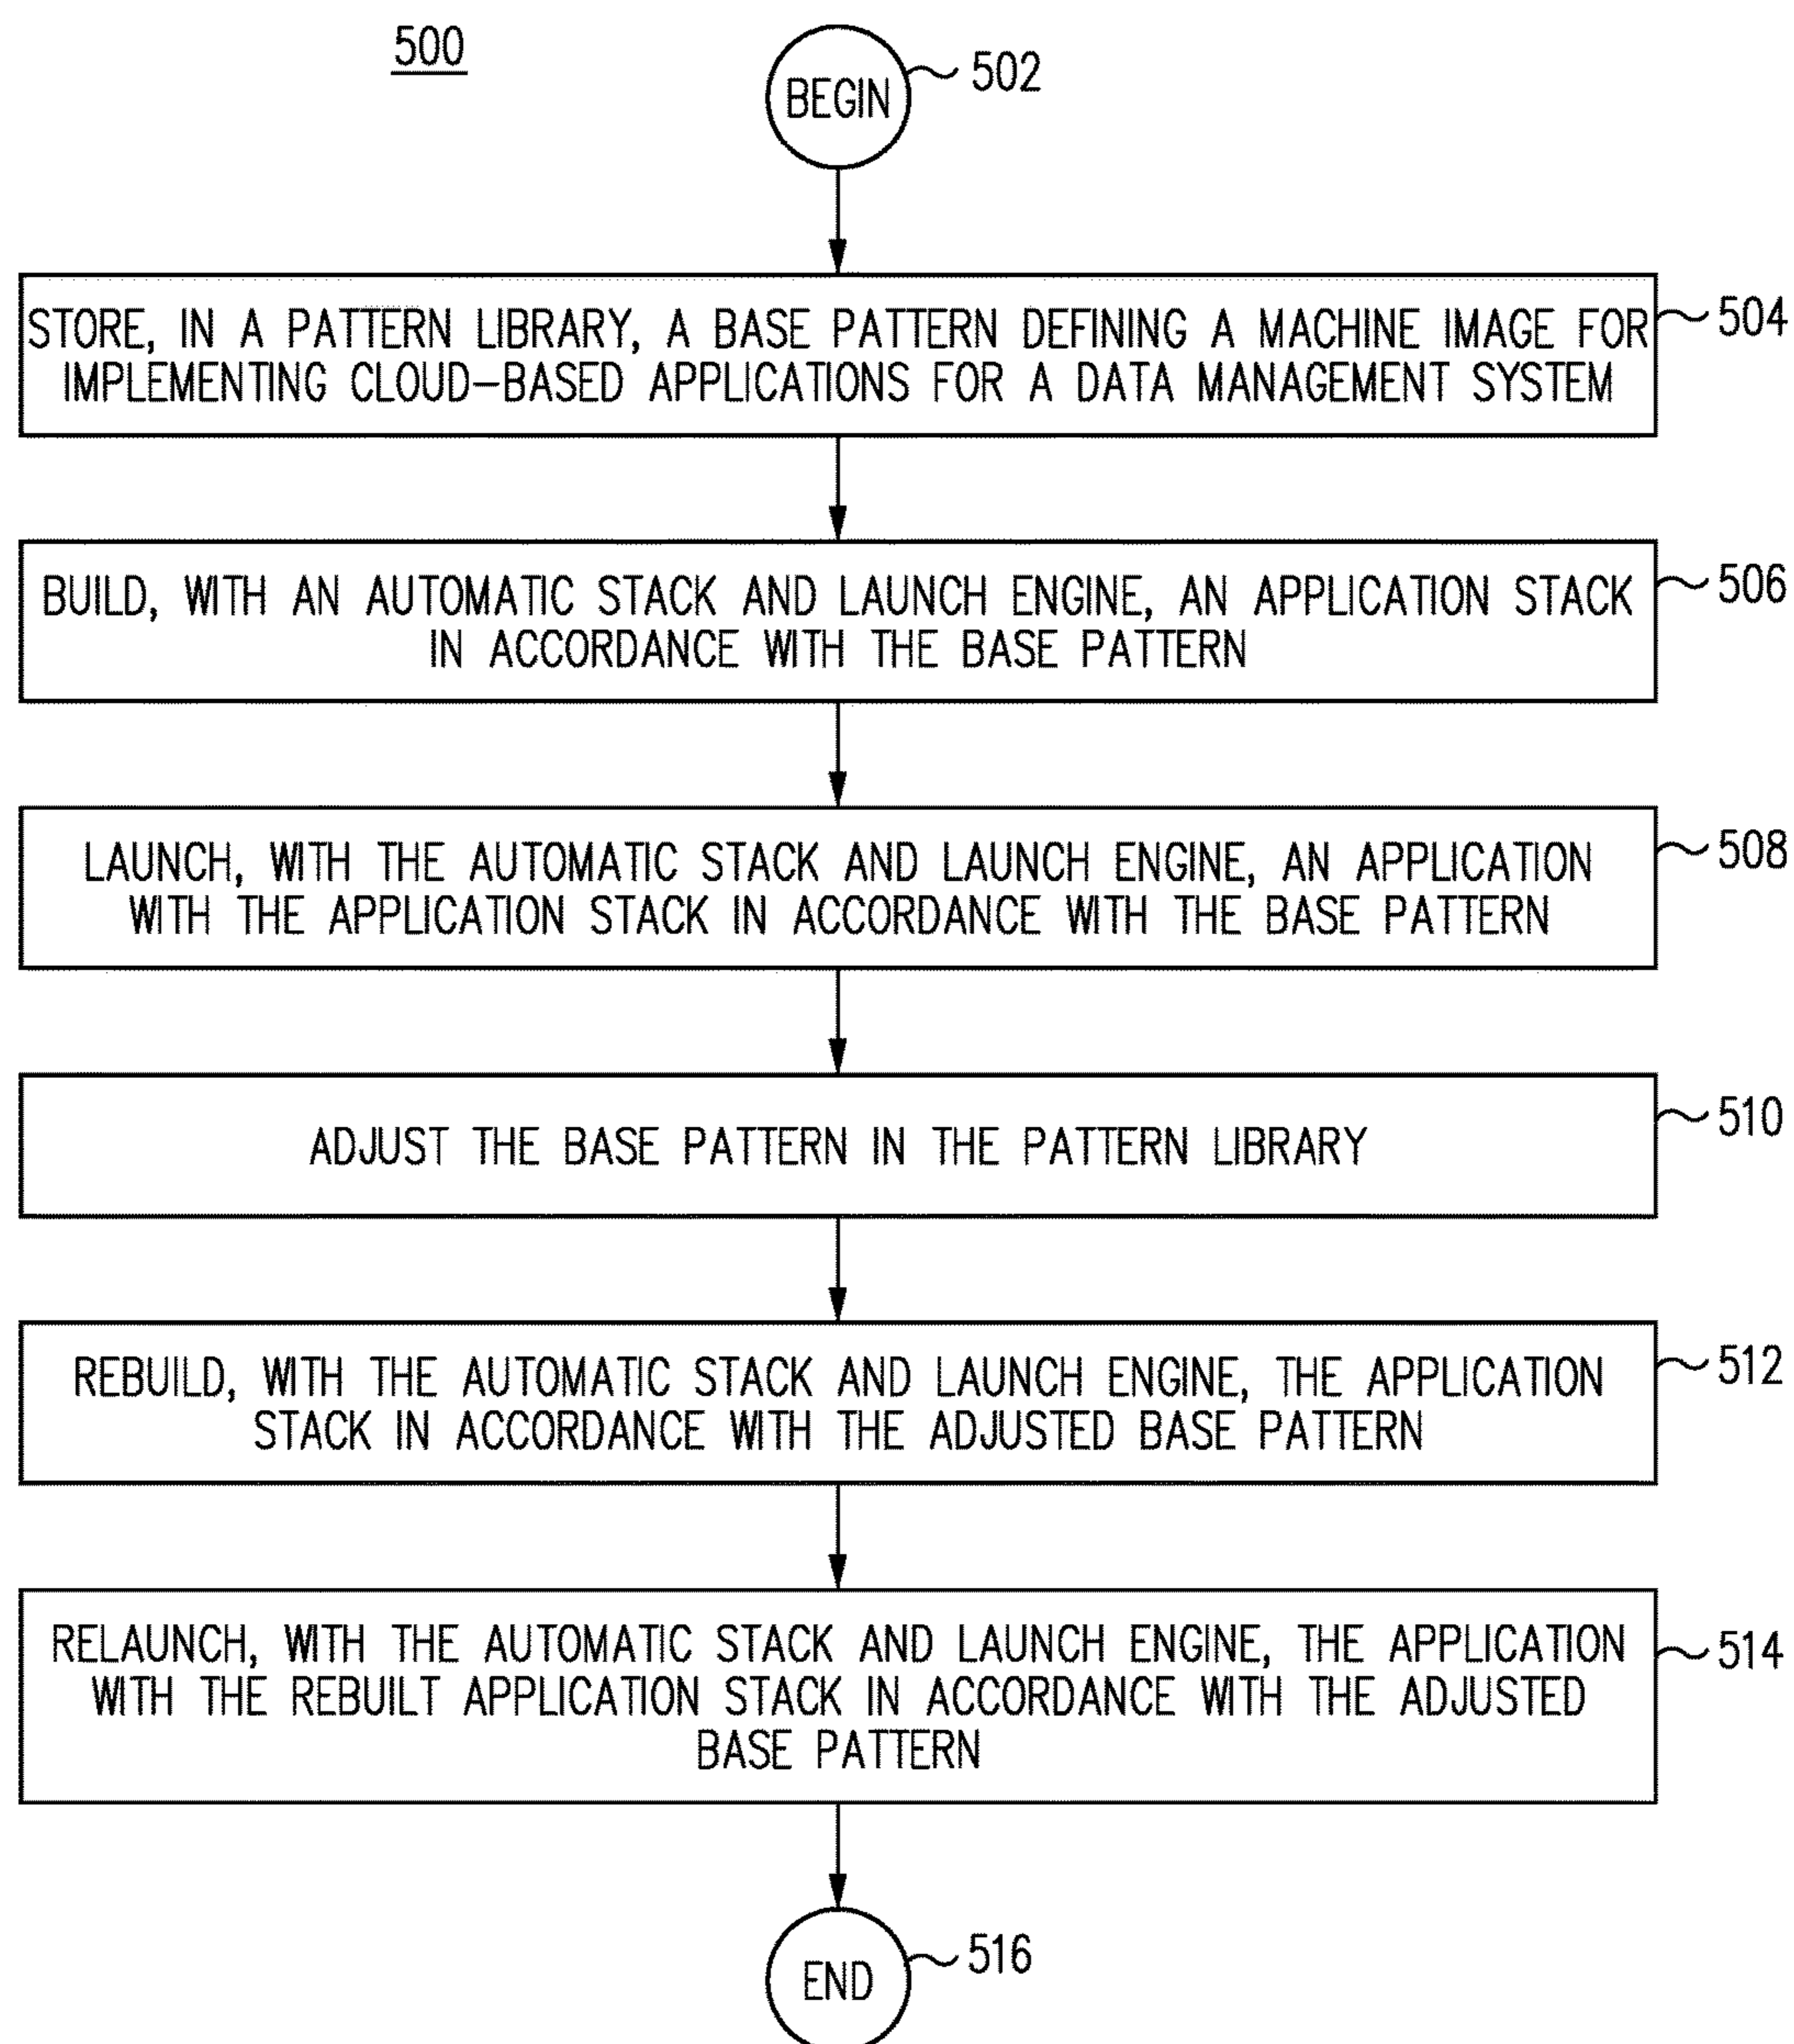 500
BEGIN
502
STORE, IN A PATTERN LIBRARY, A BASE PATTERN DEFINING A MACHINE IMAGE FOR
IMPLEMENTING CLOUD-BASED APPLICATIONS FOR A DATA MANAGEMENT SYSTEM
504
BUILD, WITH AN AUTOMATIC STACK AND LAUNCH ENGINE, AN APPLICATION STACK
IN ACCORDANCE WITH THE BASE PATTERN
506
LAUNCH, WITH THE AUTOMATIC STACK AND LAUNCH ENGINE, AN APPLICATION
WITH THE APPLICATION STACK IN ACCORDANCE WITH THE BASE PATTERN
508
ADJUST THE BASE PATTERN IN THE PATTERN LIBRARY
510
REBUILD, WITH THE AUTOMATIC STACK AND LAUNCH ENGINE, THE APPLICATION
STACK IN ACCORDANCE WITH THE ADJUSTED BASE PATTERN
512
RELAUNCH, WITH THE AUTOMATIC STACK AND LAUNCH ENGINE, THE APPLICATION
WITH THE REBUILT APPLICATION STACK IN ACCORDANCE WITH THE ADJUSTED
BASE PATTERN
514
END
516